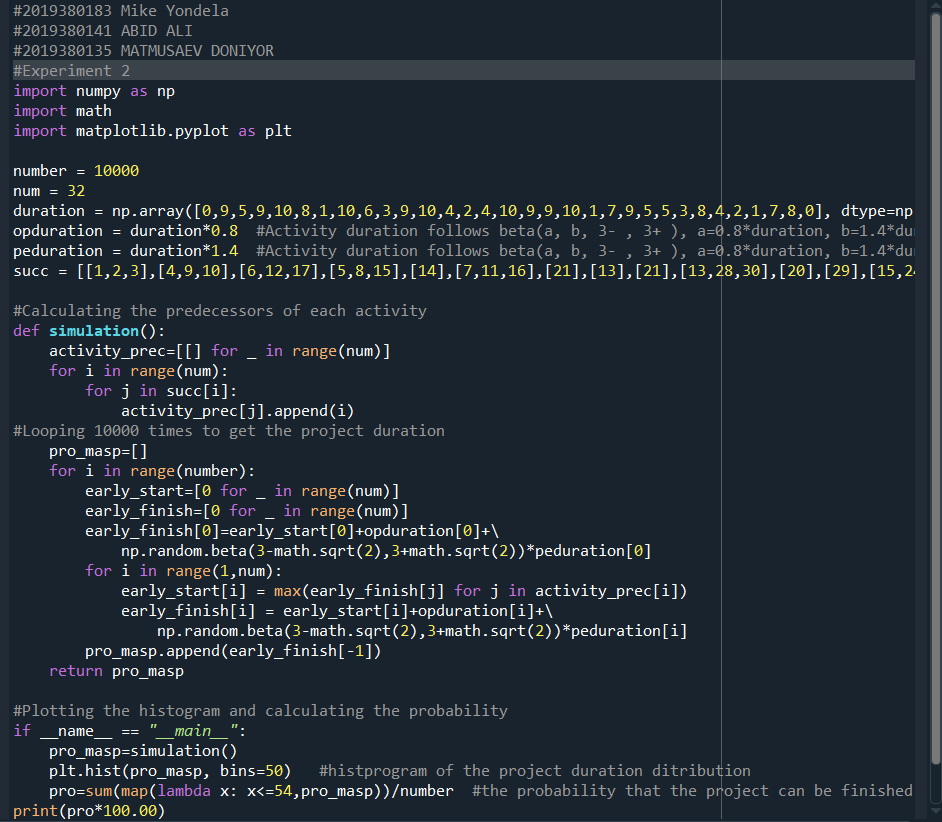 #2019380183 Mike Yondela
#2019380141 ABID ALI
#2019380135 MATMUSAEV DONIYOR
#Experiment 2
import numpy as np
import math
import matplotlib.pyplot as plt

number = 10000
num = 32
duration = np.array([0,9,5,9,10,8,1,10,6,3,9,10,4,2,4,10,9,9,10,1,7,9,5,5,3,8,4,2,1,7,8,0], dtype=np
opduration = duration*0.8  #Activity duration follows beta(a, b, 3- , 3+ ), a=0.8*duration, b=1.4*du
peduration = duration*1.4  #Activity duration follows beta(a, b, 3- , 3+ ), a=0.8*duration, b=1.4*du
succ = [[1,2,3],[4,9,10],[6,12,17],[5,8,15],[14],[7,11,16],[21],[13],[21],[13,28,30],[20],[29],[15,24

#Calculating the predecessors of each activity
def simulation():
    activity_prec=[[] for _ in range(num)]
    for i in range(num):
        for j in succ[i]:
            activity_prec[j].append(i)
#Looping 10000 times to get the project duration
    pro_masp=[]
    for i in range(number):
        early_start=[0 for _ in range(num)]
        early_finish=[0 for _ in range(num)]
        early_finish[0]=early_start[0]+opduration[0]+\
            np.random.beta(3-math.sqrt(2),3+math.sqrt(2))*peduration[0]
        for i in range(1,num):
            early_start[i] = max(early_finish[j] for j in activity_prec[i])
            early_finish[i] = early_start[i]+opduration[i]+\
                np.random.beta(3-math.sqrt(2),3+math.sqrt(2))*peduration[i]
        pro_masp.append(early_finish[-1])
    return pro_masp

#Plotting the histogram and calculating the probability
if __name__ == "__main__":
    pro_masp=simulation()
    plt.hist(pro_masp, bins=50)   #histprogram of the project duration ditribution
    pro=sum(map(lambda x: x<=54,pro_masp))/number  #the probability that the project can be finished
print(pro*100.00)